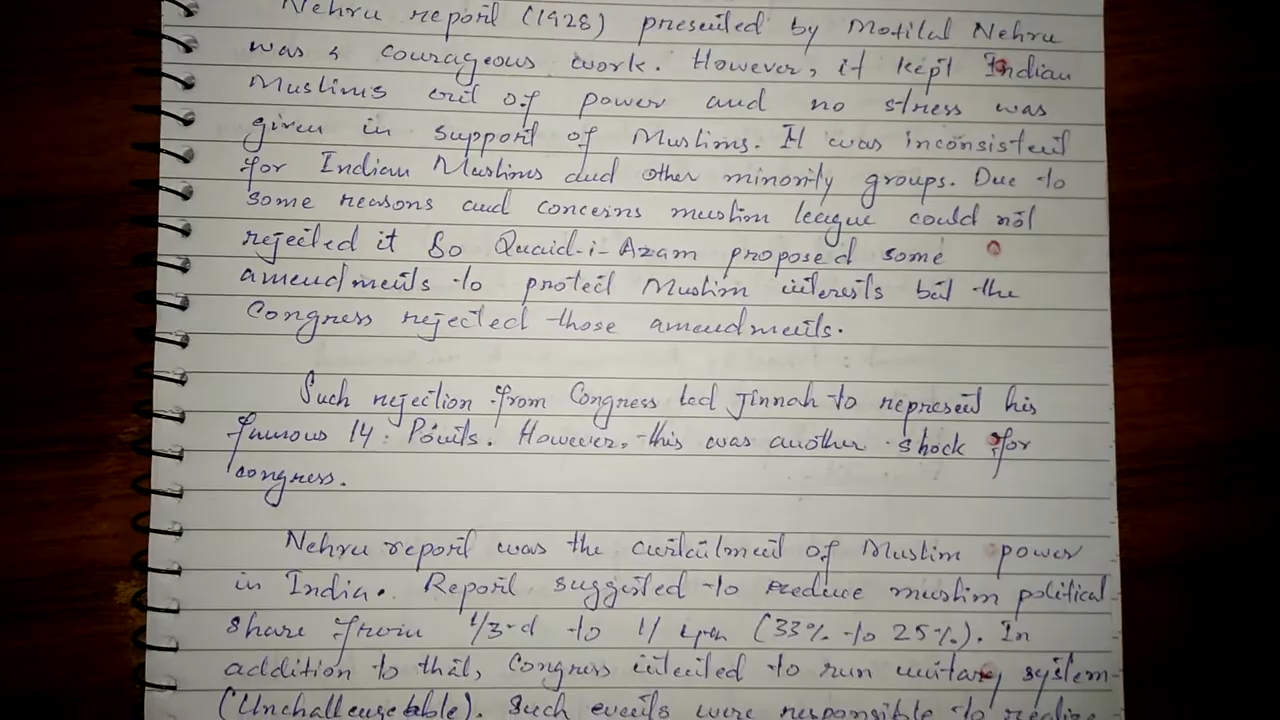 Nehru report (1928) presented by Motilal Nehru
was a courageous work. However, it kept Indian
Muslims out of power and no stress was
given in support of Muslims. It was inconsistent
for Indian Muslims and other minority groups. Due to
some reasons and concerns muslim league could not
rejected it So Quaid-i-Azam proposed some
amendments to protect Muslim interests but the
Congress rejected those amendments.
Such rejection from Congress led Jinnah to represent his
famous 14 Points. However, this was another shock for
congress.
Nehru report was the curtailment of Muslim power
in India. Report suggested to reduce muslim political
share from 1/3rd to 1/ (33% to 25%). In
addition to that, Congress intended to run unitary system
(Unchallengeable). Such events were responsible to realize